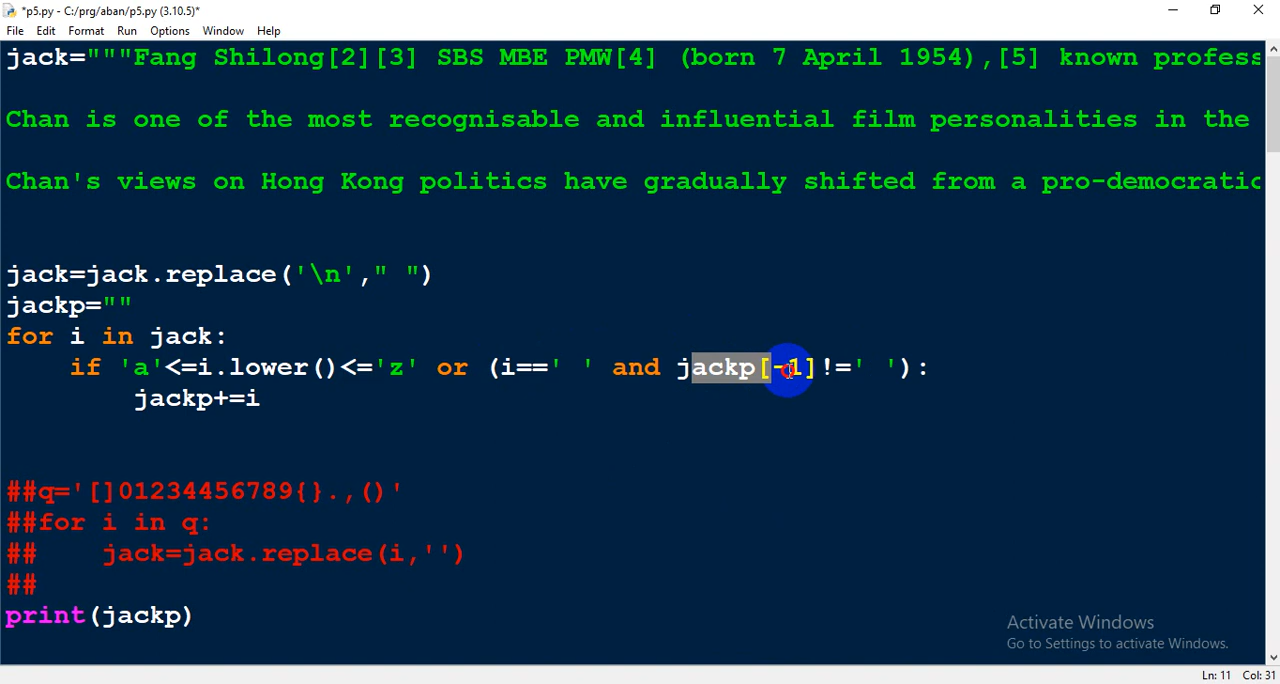 *p5.py - C:/prg/aban/p5.py (3.10.5)*
File Edit Format Run Options Window Help
jack="""Fang Shilong[2][3] SBS MBE PMW[4] (born 7 April 1954),[5] known profess
Chan is one of the most recognisable and influential film personalities in the
Chan's views on Hong Kong politics have gradually shifted from a pro-democratic
jack=jack.replace('\n'," ")
jackp=""
for i in jack:
    if 'a'<=i.lower()<='z' or (i==' ' and jackp[-1]!=' '):
        jackp+=i
##q='[]01234456789{}.,()'
##for i in q:
##    jack=jack.replace(i,'')
##
print(jackp)
Activate Windows
Go to Settings to activate Windows.
Ln: 11 Col: 31